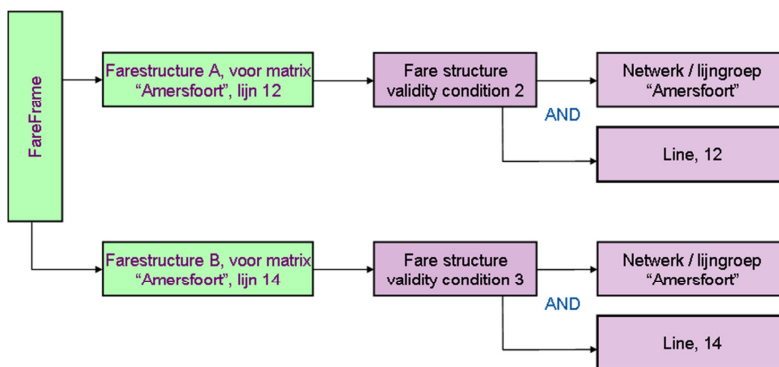 FareFrame
Farestructure A, voor matrix
“Amersfoort”, lijn 12
Fare structure
validity condition 2
Netwerk / lijngroep
“Amersfoort”
AND
Line, 12
Farestructure B, voor matrix
“Amersfoort”, lijn 14
Fare structure
validity condition 3
Netwerk / lijngroep
“Amersfoort”
AND
Line, 14